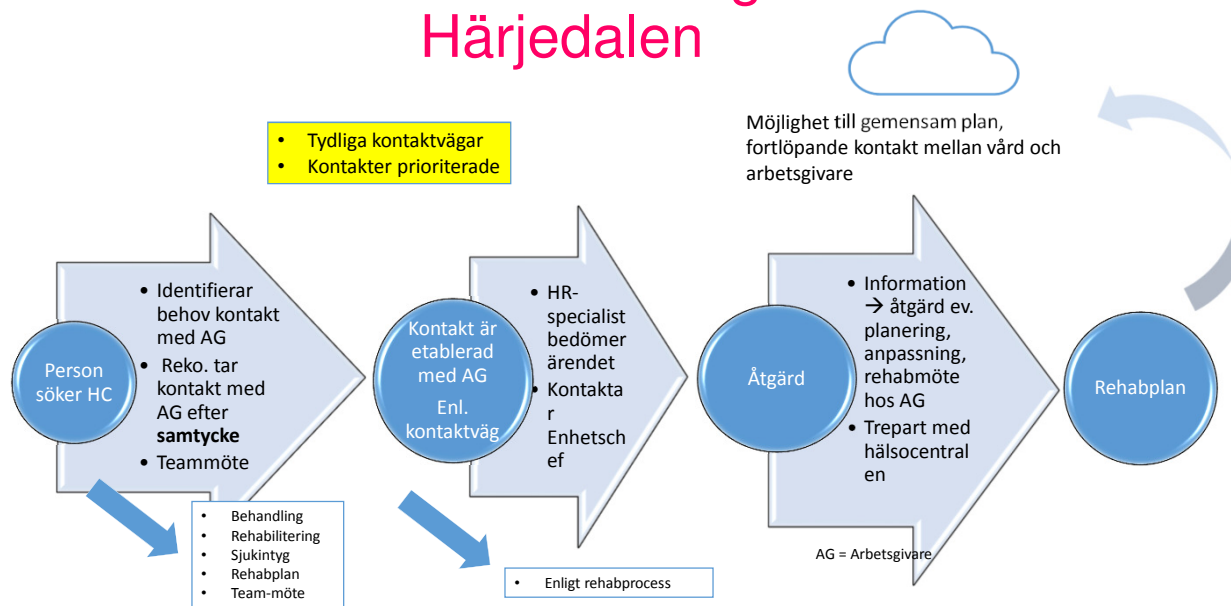 Härjedalen
• Tydliga kontaktvägar
• Kontakter prioriterade
Möjlighet till gemensam plan,
fortlöpande kontakt mellan vård och
arbetsgivare
Person
söker HC
• Identifierar
behov kontakt
med AG
• Reko. tar
kontakt med
AG efter
samtycke
• Teammöte
• Behandling
• Rehabilitering
• Sjukintyg
• Rehabplan
• Team-möte
Kontakt är
etablerad
med AG
Enl.
kontaktväg
• HR-
specialist
bedömer
ärendet
• Kontakta
r
Enhetsch
ef
• Enligt rehabprocess
Åtgärd
• Information
→ åtgärd ev.
planering,
anpassning,
rehabmöte
hos AG
• Trepart med
hälsocentral
en
AG = Arbetsgivare
Rehabplan